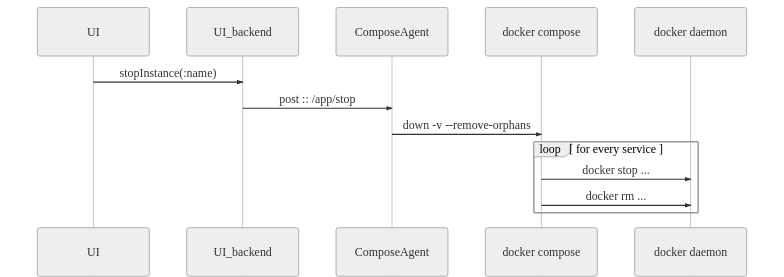 UI UI_backend ComposeAgent docker compose docker daemon
stopInstance(:name)
post :: /app/stop
down -v --remove-orphans
loop [ for every service ]
docker stop ...
docker rm ...
UI UI_backend ComposeAgent docker compose docker daemon